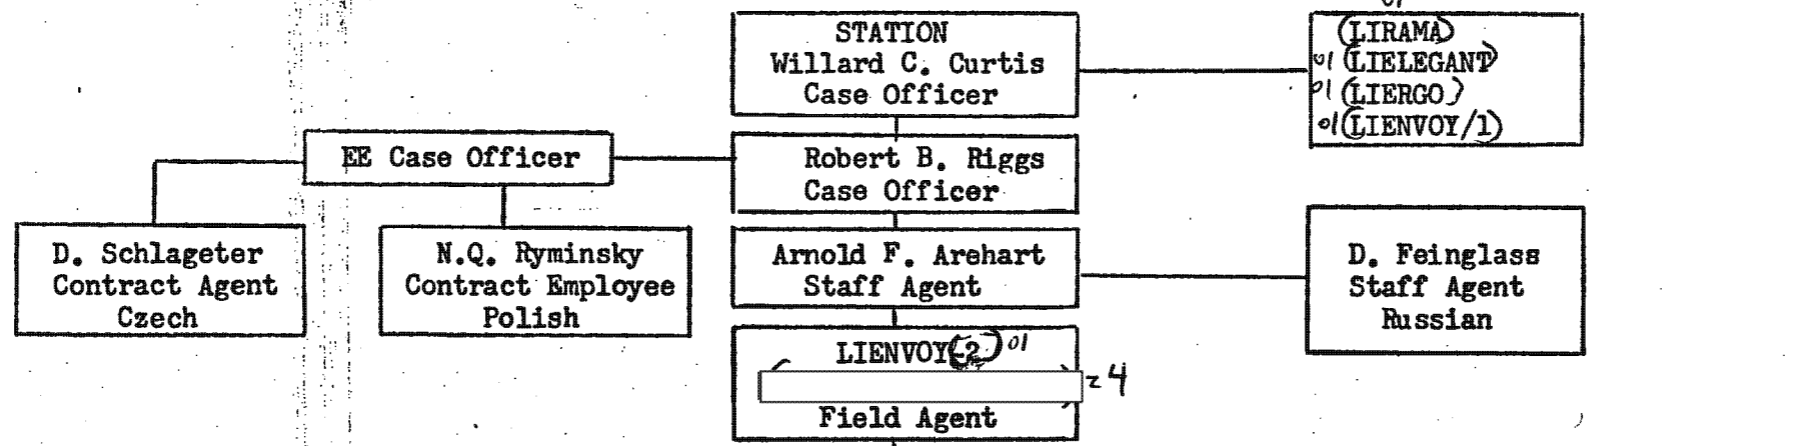 STATION
Willard C. Curtis
Case Officer
01
(LIRAMA)
01 (LIELEGANT)
01 (LIERGO)
01 (LIENVOY/1)
EE Case Officer
Robert B. Riggs
Case Officer
D. Schlageter
Contract Agent
Czech
N.Q. Ryminsky
Contract Employee
Polish
Arnold F. Arehart
Staff Agent
D. Feinglass
Staff Agent
Russian
LIENVOY(-2) 01
( ) =4
Field Agent